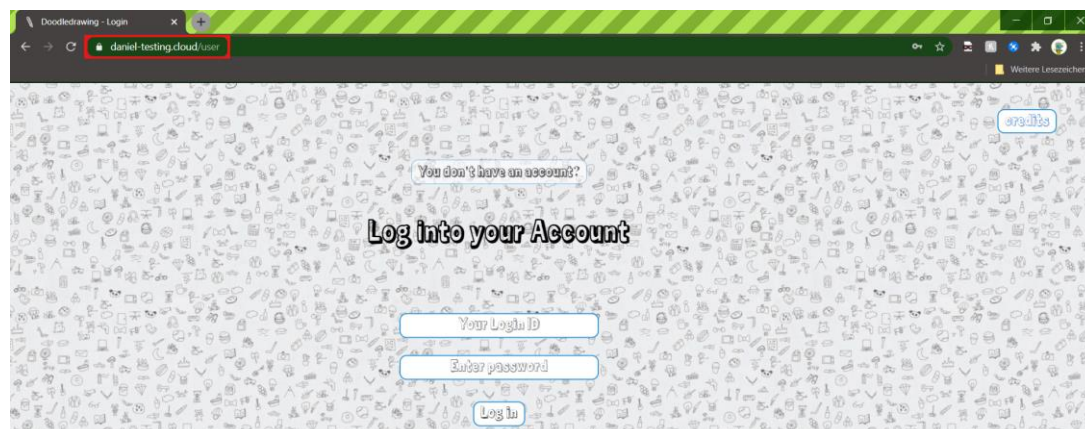 Doodledrawing - Login
daniel-testing.cloud/user
Weitere Lesezeichen
credits
You don't have an account?
Log into your Account
Your Login ID
Enter password
Log in